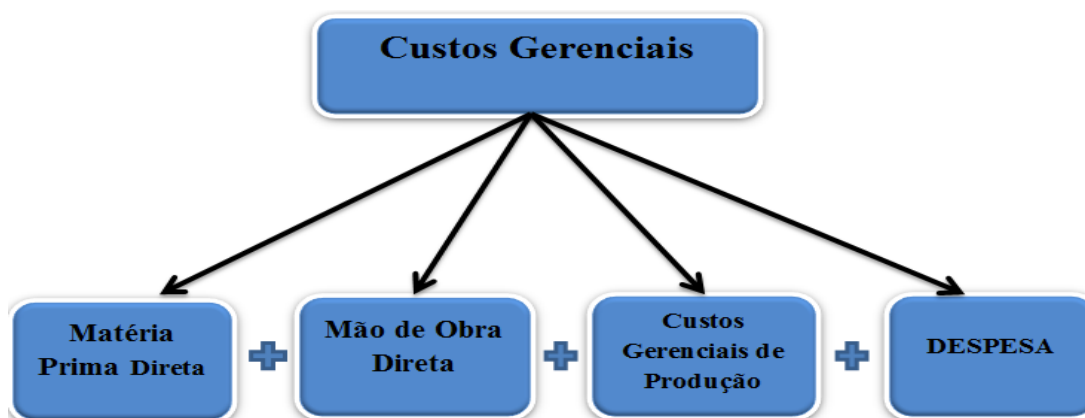 Custos Gerenciais
Matéria
Prima Direta
Mão de Obra
Direta
Custos
Gerenciais de
Produção
DESPESA